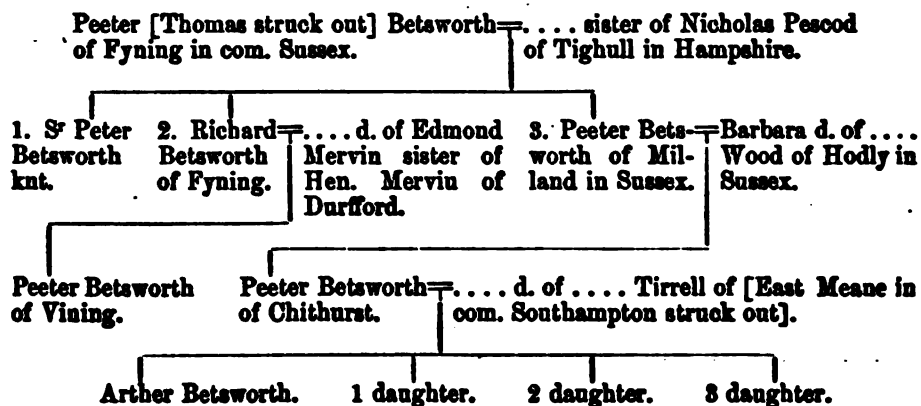 Peeter [Thomas struck out] Betsworth=. . . . sister of Nicholas Pescod
of Fyning in com. Sussex.
of Tighull in Hampshire.
1. Sr Peter
Betsworth
knt.
2. Richard=. . . . d. of Edmond
Betsworth
of Fyning.
Mervin sister of
Hen. Mervin of
Durfford.
3. Peeter Bets-
worth of Mil-
land in Sussex.
=Barbara d. of . . . .
Wood of Hodly in
Sussex.
Peeter Betsworth
of Vining.
Peeter Betsworth=. . . . d. of . . . . Tirrell of [East Meane in
of Chithurst.
com. Southampton struck out].
Arther Betsworth.
1 daughter.
2 daughter.
3 daughter.